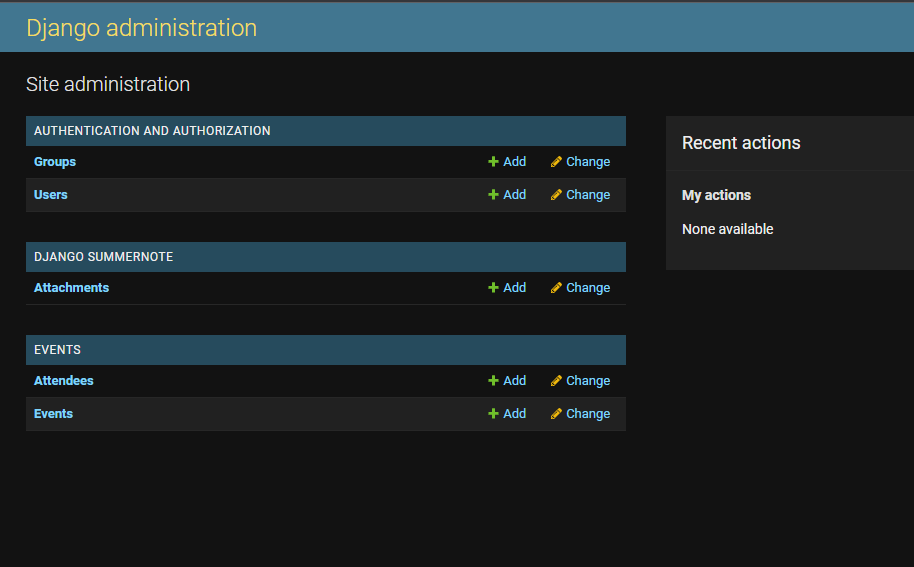 Django administration
Site administration
AUTHENTICATION AND AUTHORIZATION
Groups Add Change
Users Add Change
DJANGO SUMMERNOTE
Attachments Add Change
EVENTS
Attendees Add Change
Events Add Change
Recent actions
My actions
None available